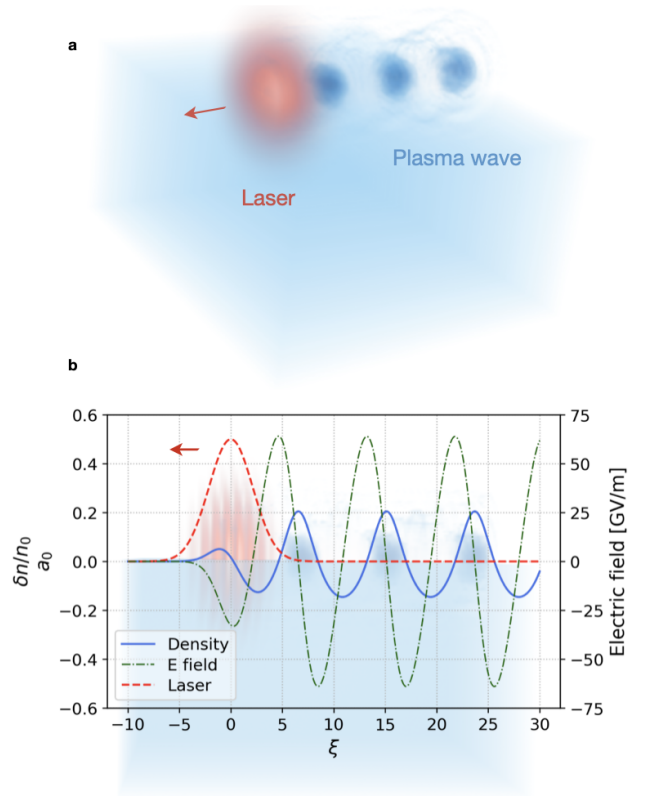 a
Plasma wave
Laser
b
δn/n₀
a₀
0.6
0.4
0.2
0.0
−0.2
−0.4
−0.6
75
50
25
0
−25
−50
−75
Electric field [GV/m]
Density
E field
Laser
−10 −5 0 5 10 15 20 25 30
ξ